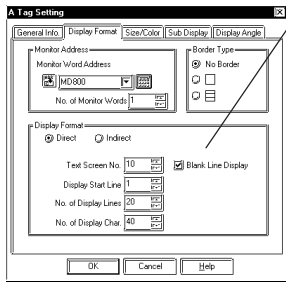 A Tag Setting
General Info. Display Format Size/Color Sub Display Display Angle
Monitor Address
Monitor Word Address
MD800
No. of Monitor Words 1
Border Type
No Border
Display Format
Direct Indirect
Text Screen No. 10 Blank Line Display
Display Start Line 1
No. of Display Lines 20
No. of Display Char. 40
OK Cancel Help